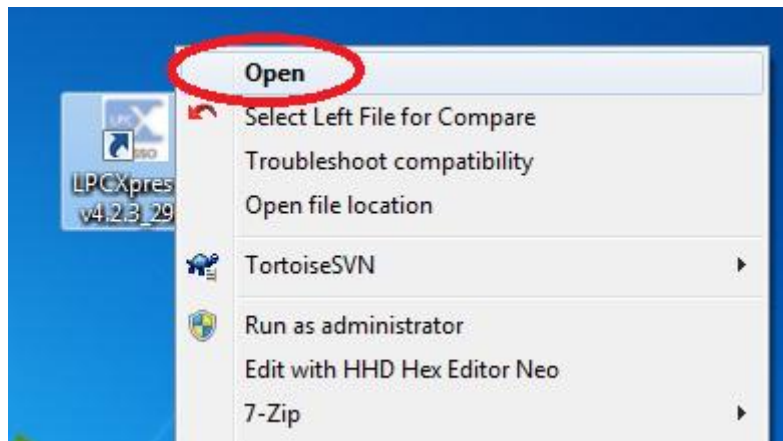 Open
Select Left File for Compare
Troubleshoot compatibility
Open file location
LPCXpres
v4.2.3_29
TortoiseSVN
Run as administrator
Edit with HHD Hex Editor Neo
7-Zip